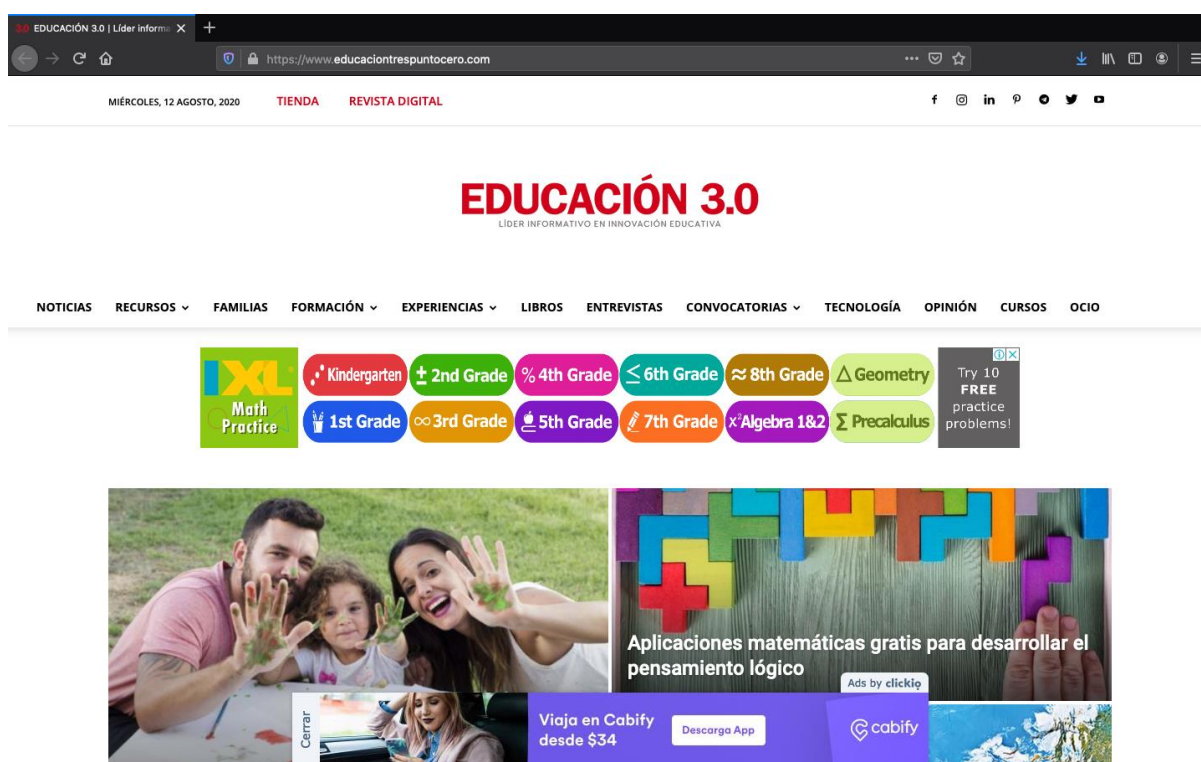 3.0 EDUCACIÓN 3.0 | Líder informa
https://www.educaciontrespuntocero.com
MIÉRCOLES, 12 AGOSTO, 2020 TIENDA REVISTA DIGITAL
EDUCACIÓN 3.0
LÍDER INFORMATIVO EN INNOVACIÓN EDUCATIVA
NOTICIAS RECURSOS FAMILIAS FORMACIÓN EXPERIENCIAS LIBROS ENTREVISTAS CONVOCATORIAS TECNOLOGÍA OPINIÓN CURSOS OCIO
IXL
Math
Practice
Kindergarten ± 2nd Grade % 4th Grade ≤ 6th Grade ≈ 8th Grade △ Geometry
1st Grade ∞ 3rd Grade 5th Grade 7th Grade x² Algebra 1&2 Σ Precalculus
Try 10
FREE
practice
problems!
Aplicaciones matemáticas gratis para desarrollar el
pensamiento lógico
Ads by clickio
Cerrar
Viaja en Cabify
desde $34
Descarga App
cabify